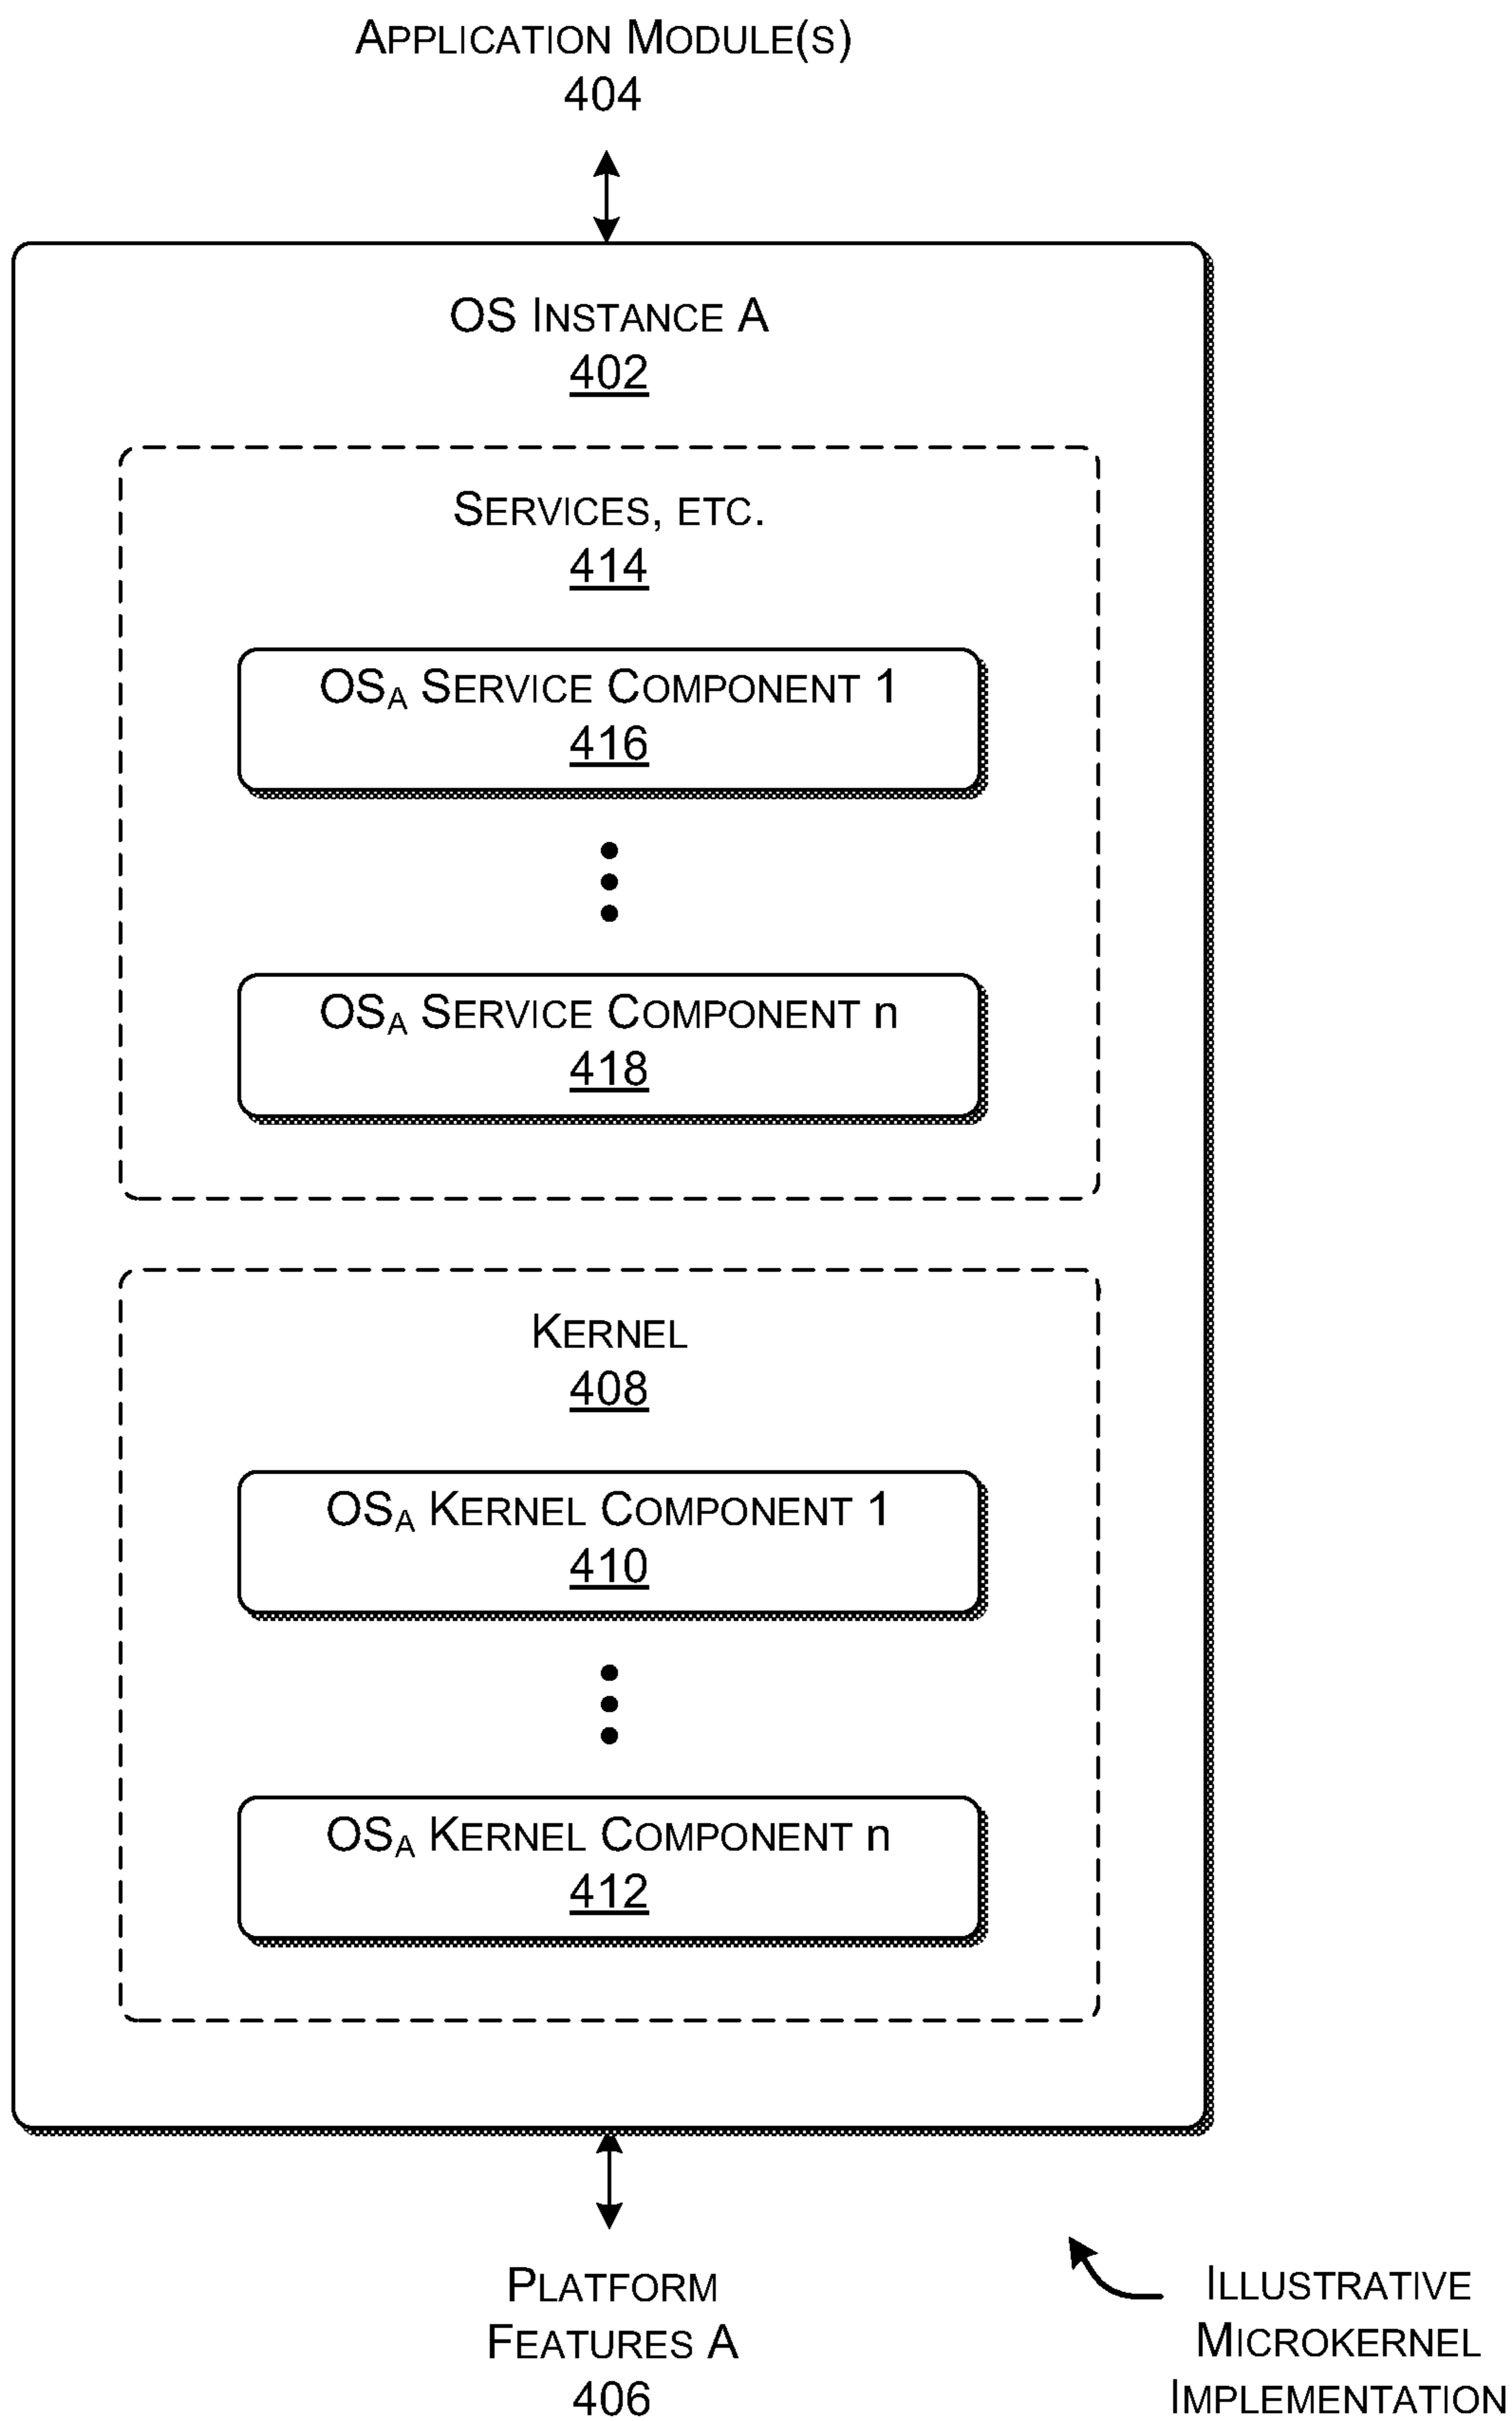 APPLICATION MODULE(S)
404
OS INSTANCE A
402
SERVICES, ETC.
414
OSA SERVICE COMPONENT 1
416
OSA SERVICE COMPONENT n
418
KERNEL
408
OSA KERNEL COMPONENT 1
410
OSA KERNEL COMPONENT n
412
PLATFORM
FEATURES A
406
ILLUSTRATIVE
MICROKERNEL
IMPLEMENTATION